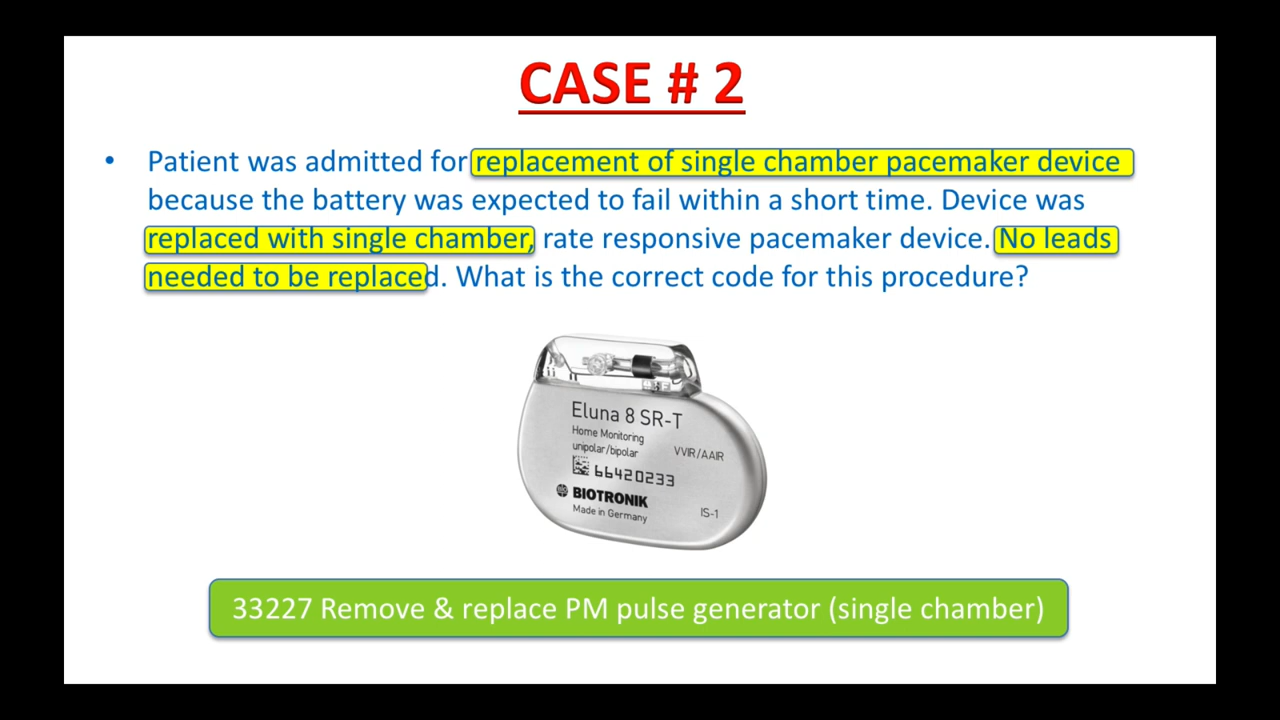 CASE # 2
• Patient was admitted for replacement of single chamber pacemaker device
because the battery was expected to fail within a short time. Device was
replaced with single chamber, rate responsive pacemaker device. No leads
needed to be replaced. What is the correct code for this procedure?
Eluna 8 SR-T
Home Monitoring
unipolar/bipolar VVIR/AAIR
66420233
BIOTRONIK
Made in Germany IS-1
33227 Remove & replace PM pulse generator (single chamber)